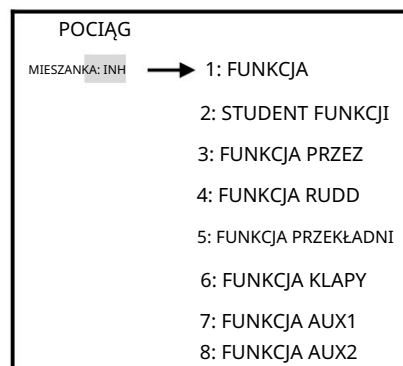 POCIĄG
MIESZANKA: INH
1: FUNKCJA
2: STUDENT FUNKCJI
3: FUNKCJA PRZEZ
4: FUNKCJA RUDD
5: FUNKCJA PRZEKŁADNI
6: FUNKCJA KLAPY
7: FUNKCJA AUX1
8: FUNKCJA AUX2